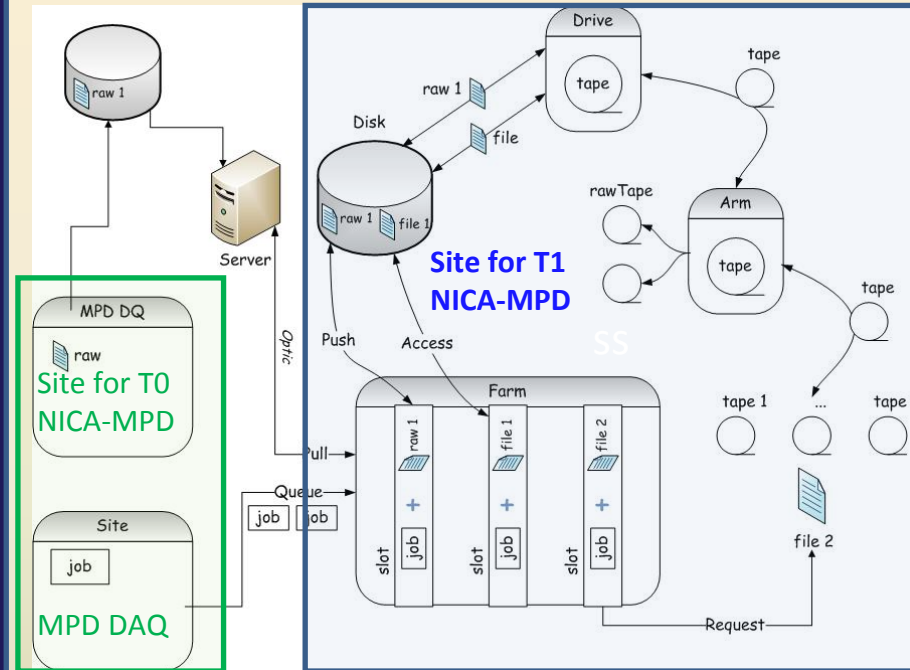 Drive
tape
raw 1
tape
raw 1
Disk
file
rawTape
Arm
raw 1
file 1
tape
Server
Site for T1
NICA-MPD
MPD DQ
tape
raw
Optic
Push
Access
SS
Site for T0
NICA-MPD
Farm
tape 1
...
tape
raw 1
file 1
file 2
Pull
Queue
+
+
+
job
job
Site
slot
job
slot
job
slot
job
file 2
job
MPD DAQ
Request